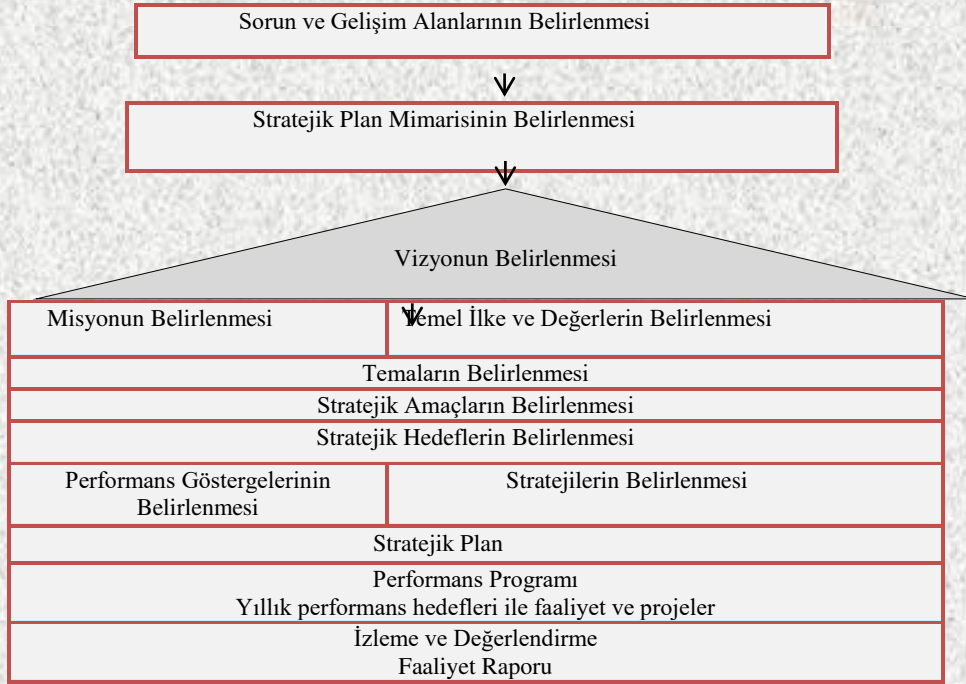 Sorun ve Gelişim Alanlarının Belirlenmesi
Stratejik Plan Mimarisinin Belirlenmesi
Vizyonun Belirlenmesi
Misyonun Belirlenmesi
Temel İlke ve Değerlerin Belirlenmesi
Temaların Belirlenmesi
Stratejik Amaçların Belirlenmesi
Stratejik Hedeflerin Belirlenmesi
Performans Göstergelerinin
Belirlenmesi
Stratejilerin Belirlenmesi
Stratejik Plan
Performans Programı
Yıllık performans hedefleri ile faaliyet ve projeler
İzleme ve Değerlendirme
Faaliyet Raporu